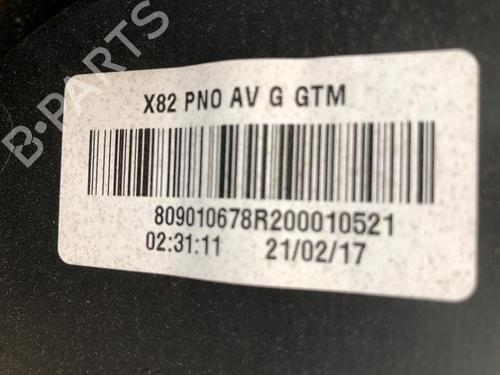 X82 PNO AV G GTM
809010678R200010521
02:31:11 21/02/17
B-PARTS